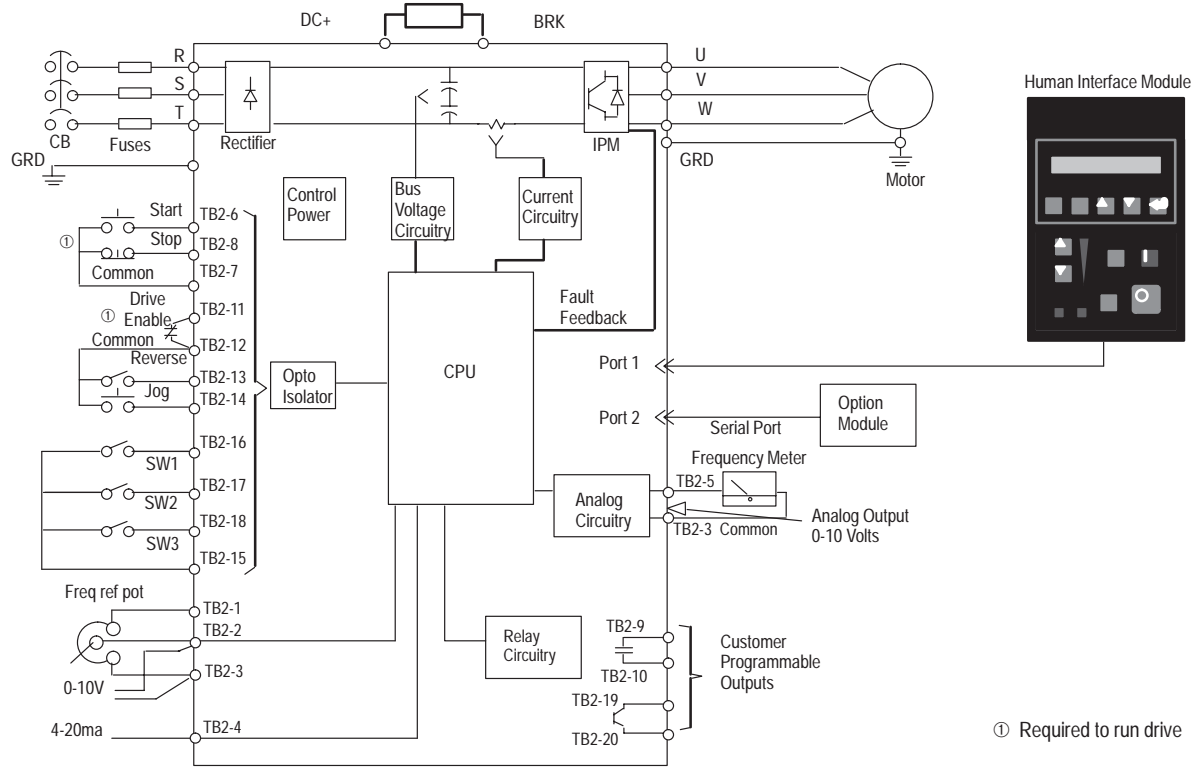 DC+
BRK
R
S
T
CB
Fuses
Rectifier
GRD
IPM
U
V
W
GRD
Motor
Human Interface Module
Control
Power
Bus
Voltage
Circuitry
Current
Circuitry
①
Start
TB2-6
Stop
TB2-8
Common
TB2-7
①
Drive
Enable
TB2-11
Common
TB2-12
Reverse
TB2-13
Jog
TB2-14
Opto
Isolator
CPU
Fault
Feedback
Port 1
Port 2
Serial Port
Option
Module
SW1
TB2-16
SW2
TB2-17
SW3
TB2-18
TB2-15
Analog
Circuitry
Frequency Meter
TB2-5
TB2-3 Common
Analog Output
0-10 Volts
Freq ref pot
TB2-1
TB2-2
TB2-3
0-10V
4-20ma
TB2-4
Relay
Circuitry
TB2-9
TB2-10
TB2-19
TB2-20
Customer
Programmable
Outputs
① Required to run drive